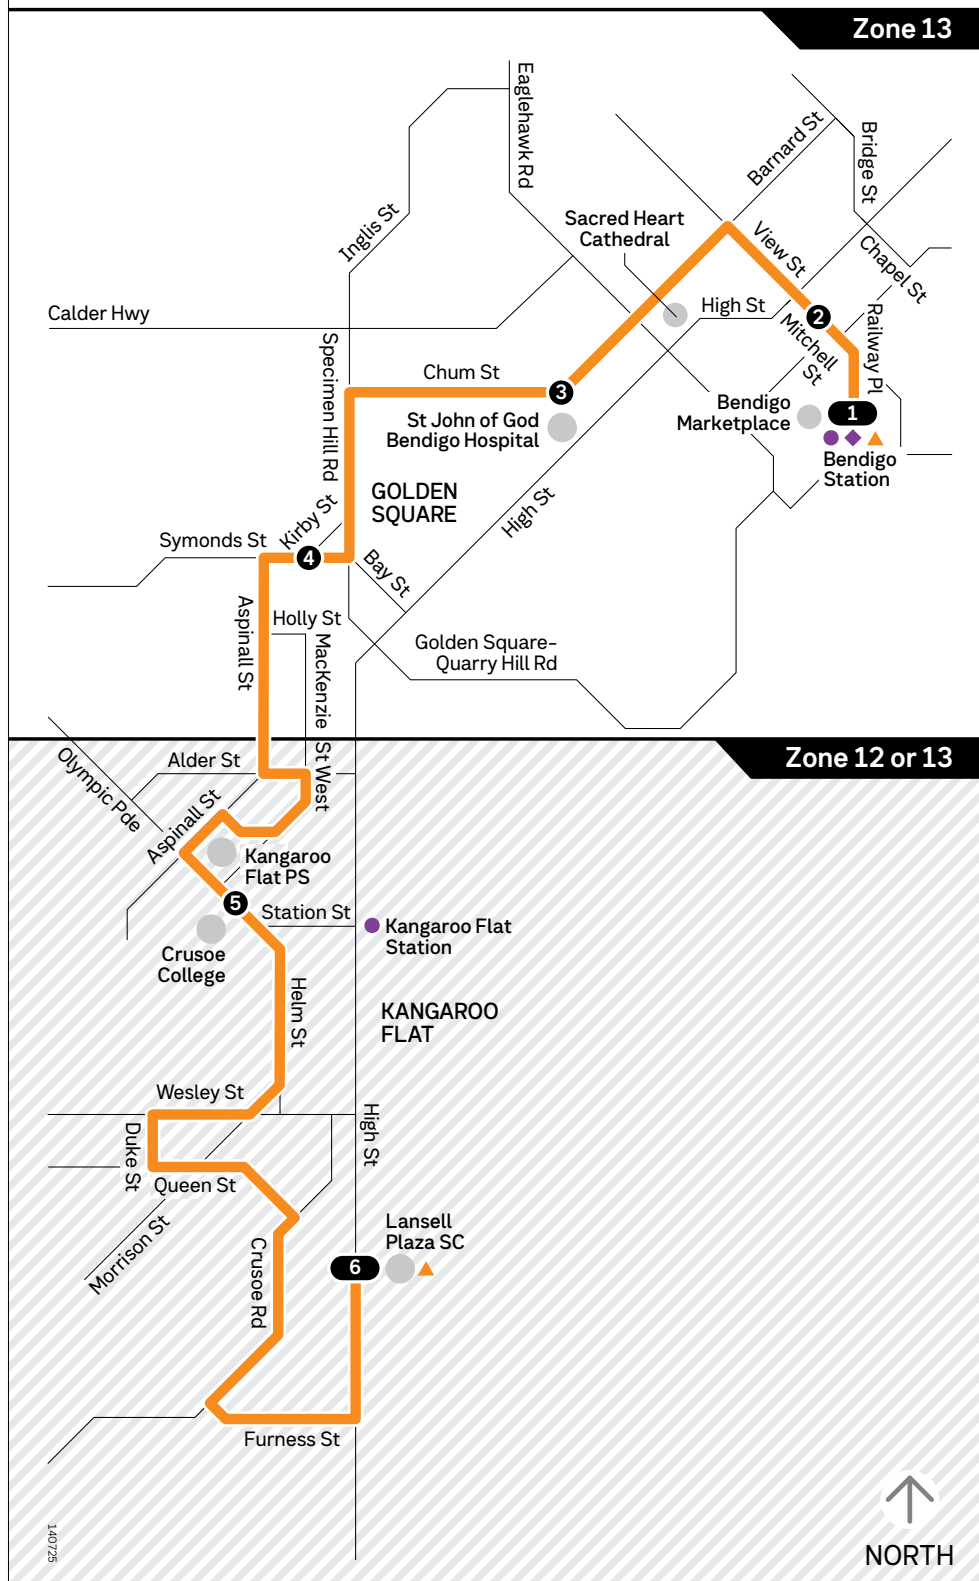 Zone 13
Eaglehawk Rd
Barnard St
Bridge St
Inglis St
Sacred Heart
Cathedral
View St
Chapel St
Calder Hwy
High St
2
Mitchell
St
Railway Pl
Specimen Hill Rd
Chum St
3
Bendigo
Marketplace
1
St John of God
Bendigo Hospital
Bendigo
Station
GOLDEN
SQUARE
High St
Kirby St
Symonds St
4
Bay St
Aspinall St
Holly St
MacKenzie St West
Golden Square-
Quarry Hill Rd
Zone 12 or 13
Olympic Pde
Alder St
Aspinall St
Kangaroo
Flat PS
5
Station St
Kangaroo Flat
Station
Crusoe
College
Helm St
KANGAROO
FLAT
Wesley St
Duke St
High St
Queen St
Morrison St
Lansell
Plaza SC
Crusoe Rd
6
Furness St
140725
NORTH